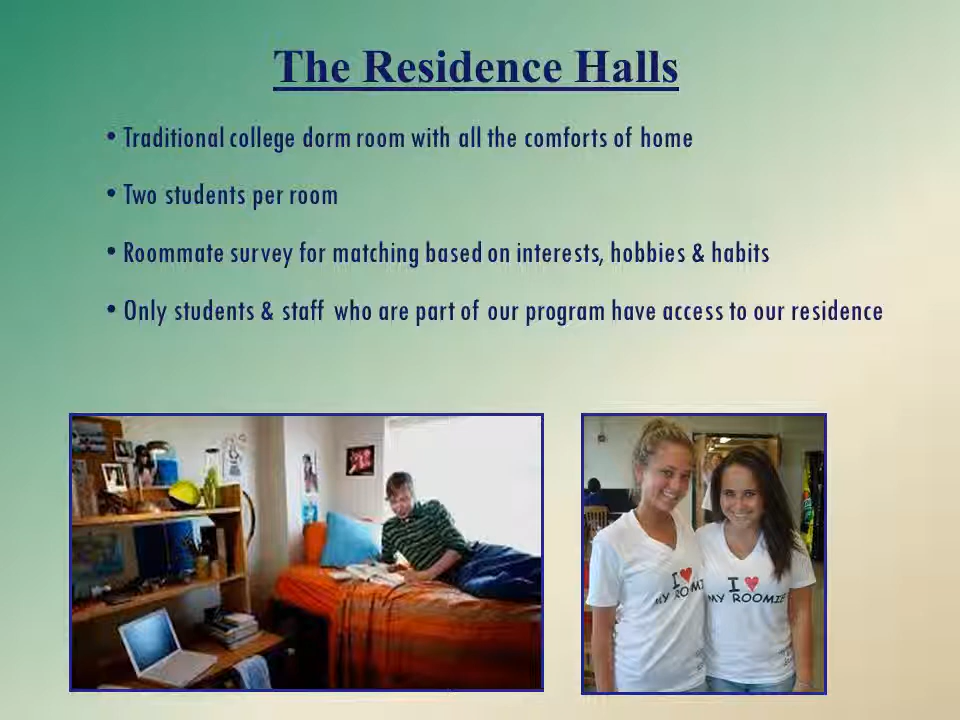 The Residence Halls
• Traditional college dorm room with all the comforts of home
• Two students per room
• Roommate survey for matching based on interests, hobbies & habits
• Only students & staff who are part of our program have access to our residence
I ♥
MY ROOMI
I ♥
MY ROOMIE